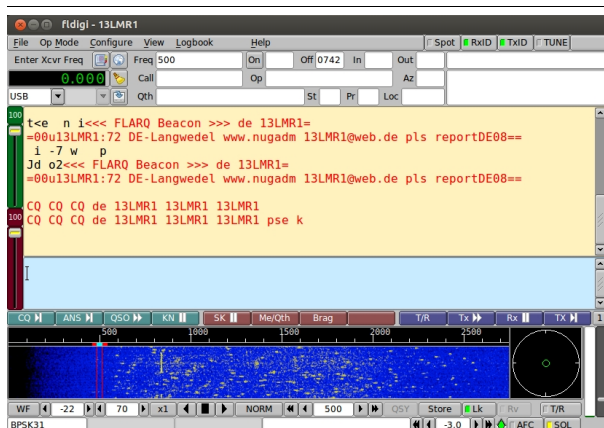 fldigi - 13LMR1
File Op Mode Configure View Logbook Help Spot RxID TxID TUNE
Enter Xcvr Freq Freq 500 On Off 0742 In Out
0.000 Call Op Az
USB Qth St Pr Loc
100
t<e n i<<< FLARQ Beacon >>> de 13LMR1=
=00u13LMR1:72 DE-Langwedel www.nugadm 13LMR1@web.de pls reportDE08==
i -7 w p
Jd o2<<< FLARQ Beacon >>> de 13LMR1=
=00u13LMR1:72 DE-Langwedel www.nugadm 13LMR1@web.de pls reportDE08==
CQ CQ CQ de 13LMR1 13LMR1 13LMR1
100
CQ CQ CQ de 13LMR1 13LMR1 13LMR1 pse k
CQ ANS QSO KN SK Me/Qth Brag T/R Tx Rx TX 1
500 1000 1500 2000 2500
WF -22 70 x1 NORM 500 QSY Store Lk Rv T/R
BPSK31 -3.0 AFC SQL